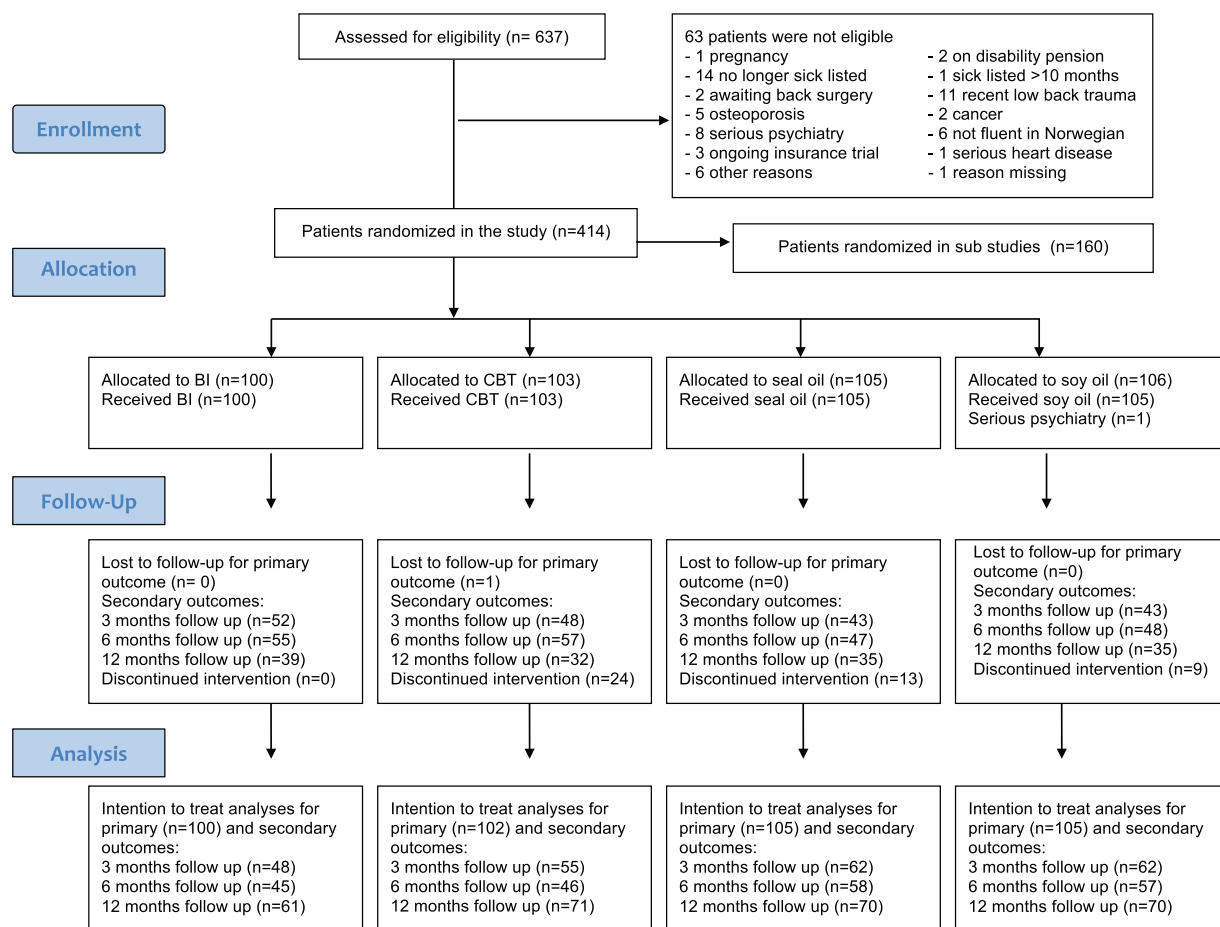 Assessed for eligibility (n= 637)
63 patients were not eligible
- 1 pregnancy
- 14 no longer sick listed
- 2 awaiting back surgery
- 5 osteoporosis
- 8 serious psychiatry
- 3 ongoing insurance trial
- 6 other reasons
- 2 on disability pension
- 1 sick listed >10 months
- 11 recent low back trauma
- 2 cancer
- 6 not fluent in Norwegian
- 1 serious heart disease
- 1 reason missing
Enrollment
Patients randomized in the study (n=414)
Patients randomized in sub studies (n=160)
Allocation
Allocated to BI (n=100)
Received BI (n=100)
Allocated to CBT (n=103)
Received CBT (n=103)
Allocated to seal oil (n=105)
Received seal oil (n=105)
Allocated to soy oil (n=106)
Received soy oil (n=105)
Serious psychiatry (n=1)
Follow-Up
Lost to follow-up for primary
outcome (n= 0)
Secondary outcomes:
3 months follow up (n=52)
6 months follow up (n=55)
12 months follow up (n=39)
Discontinued intervention (n=0)
Lost to follow-up for primary
outcome (n=1)
Secondary outcomes:
3 months follow up (n=48)
6 months follow up (n=57)
12 months follow up (n=32)
Discontinued intervention (n=24)
Lost to follow-up for primary
outcome (n=0)
Secondary outcomes:
3 months follow up (n=43)
6 months follow up (n=47)
12 months follow up (n=35)
Discontinued intervention (n=13)
Lost to follow-up for primary
outcome (n=0)
Secondary outcomes:
3 months follow up (n=43)
6 months follow up (n=48)
12 months follow up (n=35)
Discontinued intervention (n=9)
Analysis
Intention to treat analyses for
primary (n=100) and secondary
outcomes:
3 months follow up (n=48)
6 months follow up (n=45)
12 months follow up (n=61)
Intention to treat analyses for
primary (n=102) and secondary
outcomes:
3 months follow up (n=55)
6 months follow up (n=46)
12 months follow up (n=71)
Intention to treat analyses for
primary (n=105) and secondary
outcomes:
3 months follow up (n=62)
6 months follow up (n=58)
12 months follow up (n=70)
Intention to treat analyses for
primary (n=105) and secondary
outcomes:
3 months follow up (n=62)
6 months follow up (n=57)
12 months follow up (n=70)